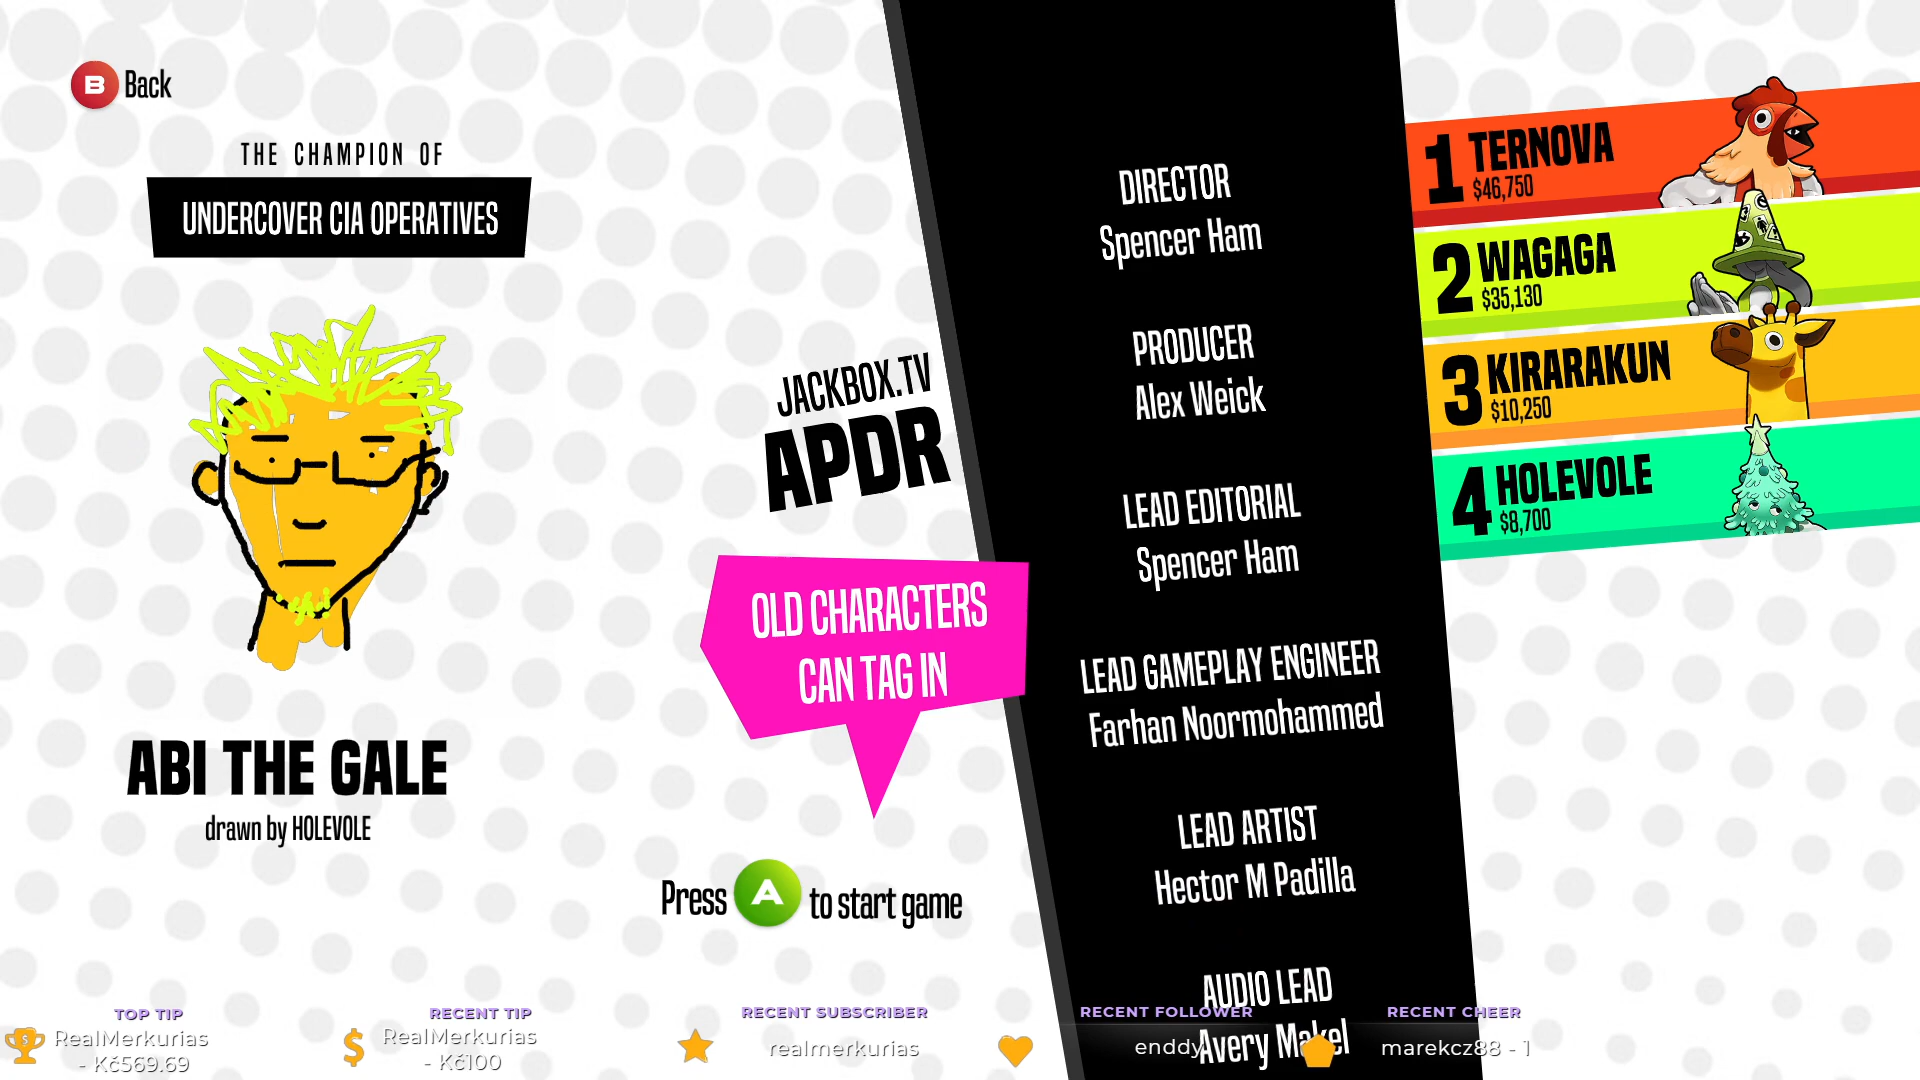 B Back
THE CHAMPION OF
UNDERCOVER CIA OPERATIVES
ABI THE GALE
drawn by HOLEVOLE
JACKBOX.TV
APDR
OLD CHARACTERS
CAN TAG IN
Press A to start game
DIRECTOR
Spencer Ham
PRODUCER
Alex Weick
LEAD EDITORIAL
Spencer Ham
LEAD GAMEPLAY ENGINEER
Farhan Noormohammed
LEAD ARTIST
Hector M Padilla
AUDIO LEAD
Avery Makel
1 TERNOVA
$46,750
2 WAGAGA
$35,130
3 KIRARAKUN
$10,250
4 HOLEVOLE
$8,700
TOP TIP
RealMerkurias
- Kč569.69
RECENT TIP
RealMerkurias
- Kč100
RECENT SUBSCRIBER
realmerkurias
RECENT FOLLOWER
enddy
RECENT CHEER
marekcz88 - 1